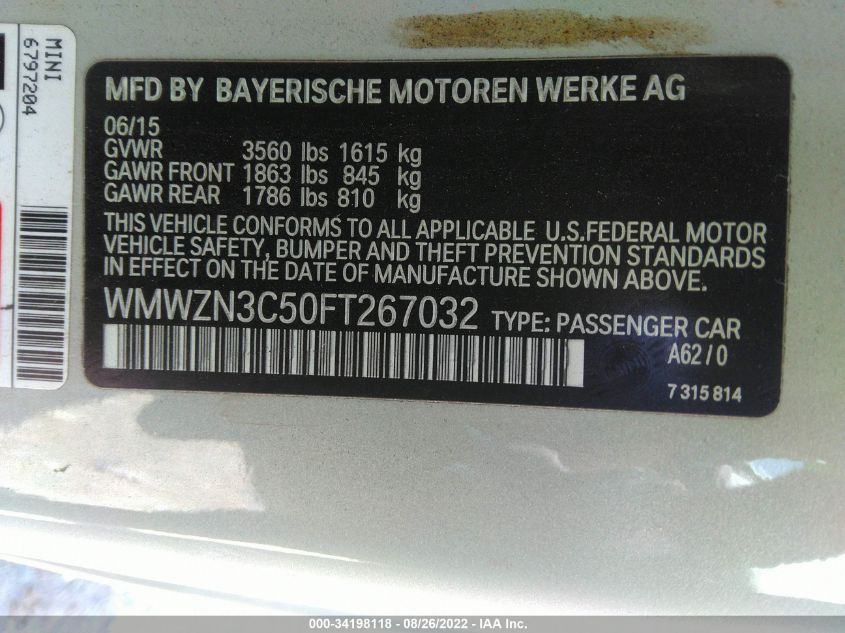 MINI
6797204
MFD BY BAYERISCHE MOTOREN WERKE AG
06/15
GVWR 3560 lbs 1615 kg
GAWR FRONT 1863 lbs 845 kg
GAWR REAR 1786 lbs 810 kg
THIS VEHICLE CONFORMS TO ALL APPLICABLE U.S.FEDERAL MOTOR
VEHICLE SAFETY, BUMPER AND THEFT PREVENTION STANDARDS
IN EFFECT ON THE DATE OF MANUFACTURE SHOWN ABOVE.
WMWZN3C50FT267032 TYPE: PASSENGER CAR
A62/0
7 315 814
000-34198118 - 08/26/2022 - IAA Inc.